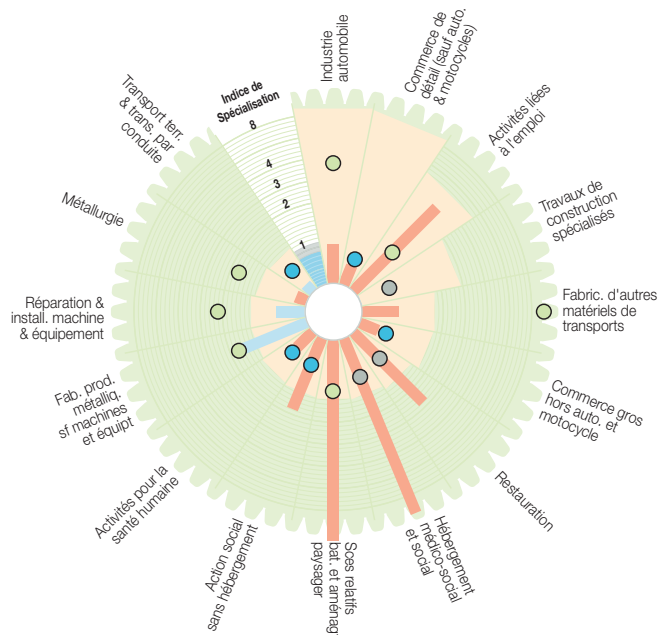 Industrie
automobile
Commerce de
détail (sauf auto.
& motocycles)
Activités liées
à l'emploi
Travaux de
construction
spécialisés
Fabric. d'autres
matériels de
transports
Commerce gros
hors auto. et
motocycle
Restauration
Hébergement
médico-social
et social
Sces relatifs
bat. et aménag
paysager
Action social
sans hébergement
Activités pour la
santé humaine
Fab. prod.
métalliq.
sf machines
et équipt
Réparation &
install. machine
& équipement
Métallurgie
Transport terr.
& trans. par
conduite
Indice de
Spécialisation
8
4
3
2
1